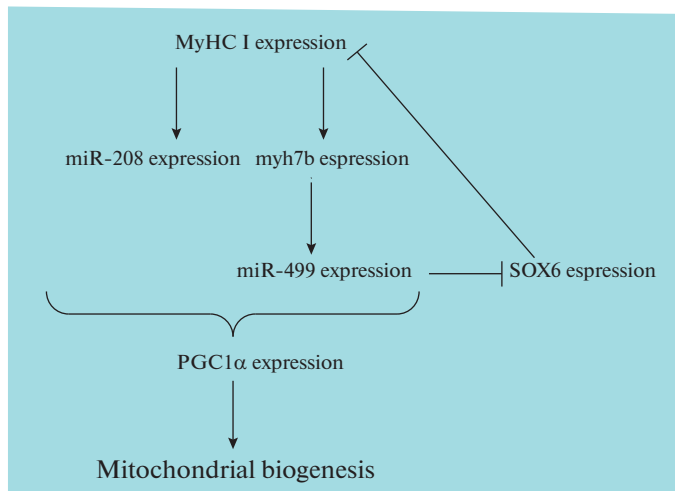 MyHC I expression
miR-208 expression myh7b espression
miR-499 expression SOX6 espression
PGC1α expression
Mitochondrial biogenesis